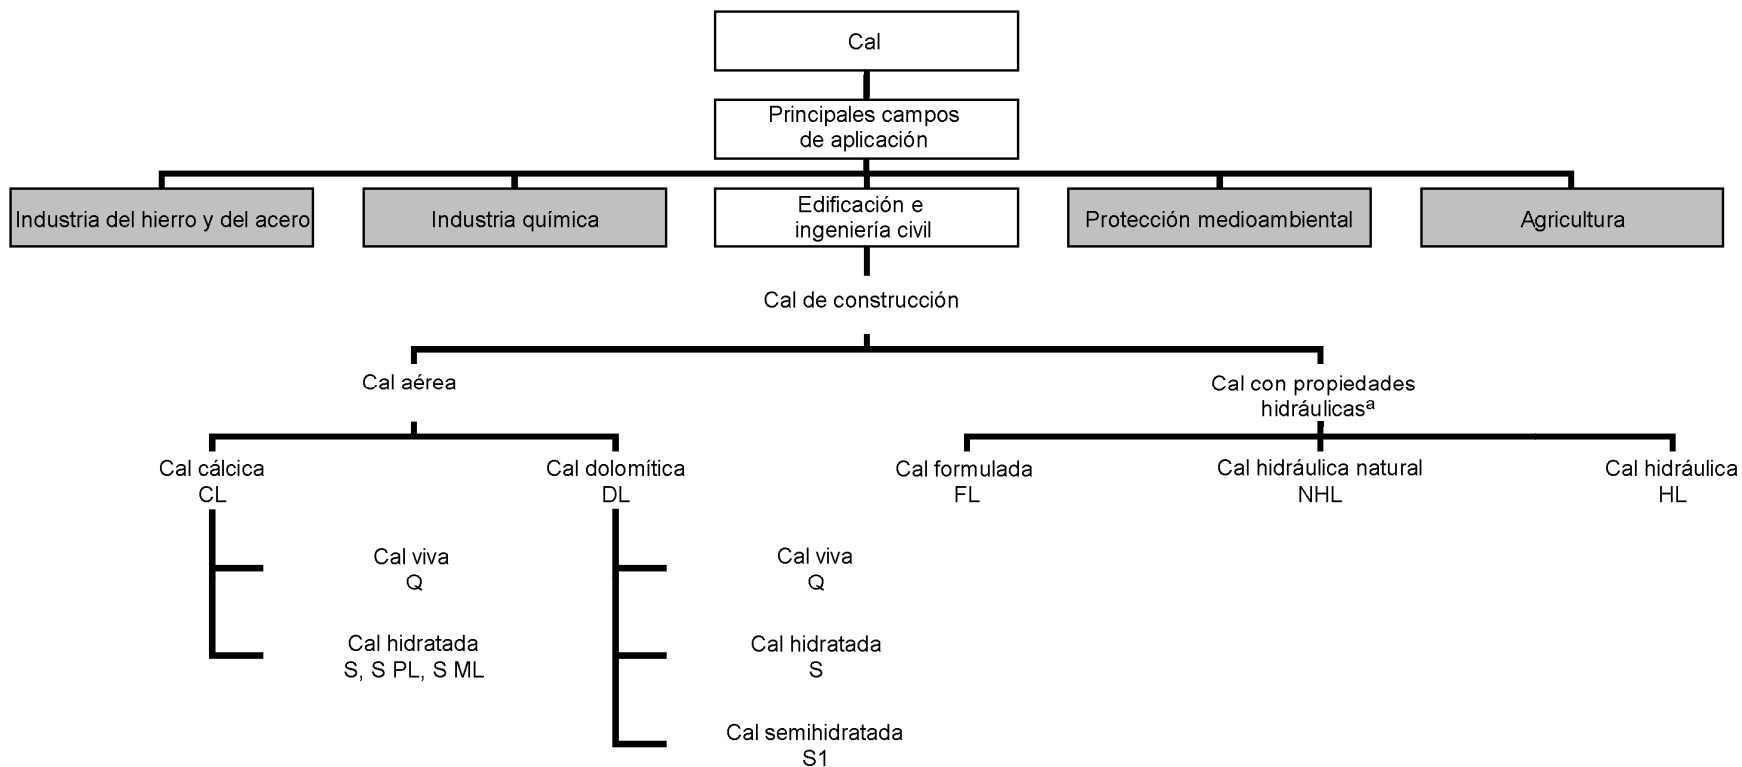 Cal
Principales campos
de aplicación
Industria del hierro y del acero
Industria química
Edificación e
ingeniería civil
Protección medioambiental
Agricultura
Cal de construcción
Cal aérea
Cal con propiedades
hidráulicasª
Cal cálcica
CL
Cal dolomítica
DL
Cal formulada
FL
Cal hidráulica natural
NHL
Cal hidráulica
HL
Cal viva
Q
Cal viva
Q
Cal hidratada
S, S PL, S ML
Cal hidratada
S
Cal semihidratada
S1